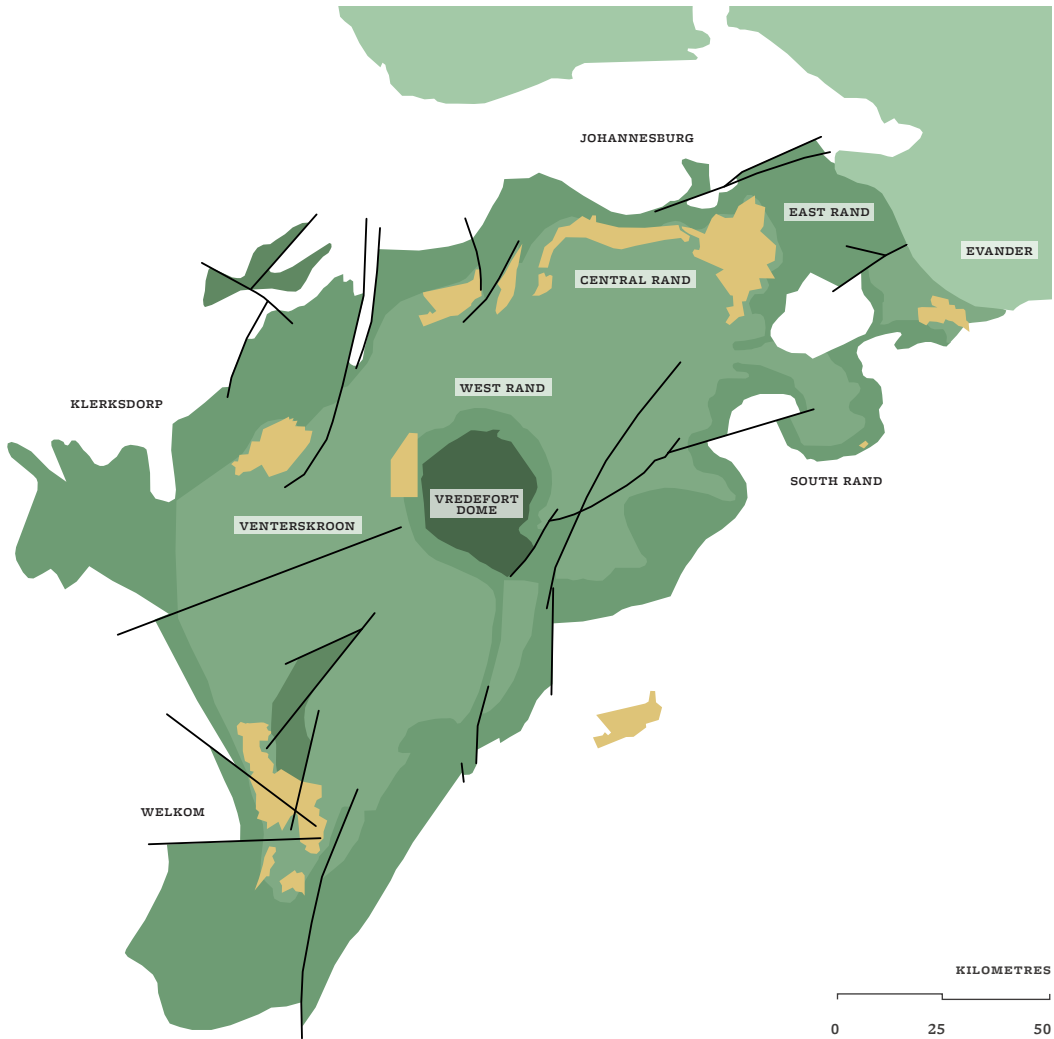 JOHANNESBURG
EAST RAND
EVANDER
CENTRAL RAND
WEST RAND
KLERKSDORP
SOUTH RAND
VREDEFORT
DOME
VENTERSKROON
WELKOM
KILOMETRES
0 25 50